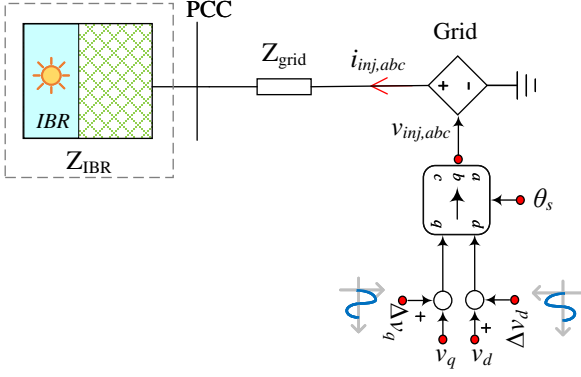 PCC
Grid
Z_grid
i_inj,abc
+ -
IBR
Z_IBR
v_inj,abc
a b c
θ_s
q d
Δv_q
+
+
Δv_d
v_q
v_d